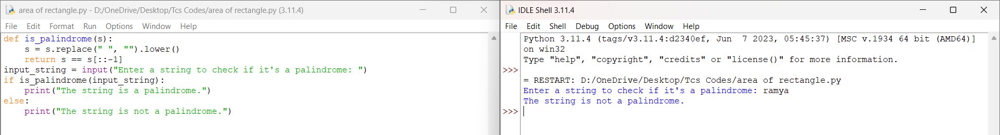 area of rectangle.py - D:/OneDrive/Desktop/Tcs Codes/area of rectangle.py (3.11.4)
File Edit Format Run Options Window Help
def is_palindrome(s):
    s = s.replace(" ", "").lower()
    return s == s[::-1]
input_string = input("Enter a string to check if it's a palindrome: ")
if is_palindrome(input_string):
    print("The string is a palindrome.")
else:
    print("The string is not a palindrome.")
IDLE Shell 3.11.4
File Edit Shell Debug Options Window Help
Python 3.11.4 (tags/v3.11.4:d2340ef, Jun  7 2023, 05:45:37) [MSC v.1934 64 bit (AMD64)]
on win32
Type "help", "copyright", "credits" or "license()" for more information.
>>>
= RESTART: D:/OneDrive/Desktop/Tcs Codes/area of rectangle.py
Enter a string to check if it's a palindrome: ramya
The string is not a palindrome.
>>>